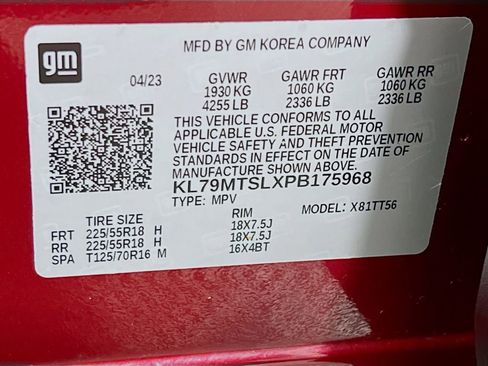 gm
MFD BY GM KOREA COMPANY
04/23 GVWR GAWR FRT GAWR RR
1930 KG 1060 KG 1060 KG
4255 LB 2336 LB 2336 LB
THIS VEHICLE CONFORMS TO ALL
APPLICABLE U.S. FEDERAL MOTOR
VEHICLE SAFETY AND THEFT PREVENTION
STANDARDS IN EFFECT ON THE DATE OF
MANUFACTURE SHOWN ABOVE.
KL79MTSLXPB175968
TYPE: MPV MODEL: X81TT56
TIRE SIZE RIM
FRT 225/55R18 H 18X7.5J
RR 225/55R18 H 18X7.5J
SPA T125/70R16 M 16X4BT